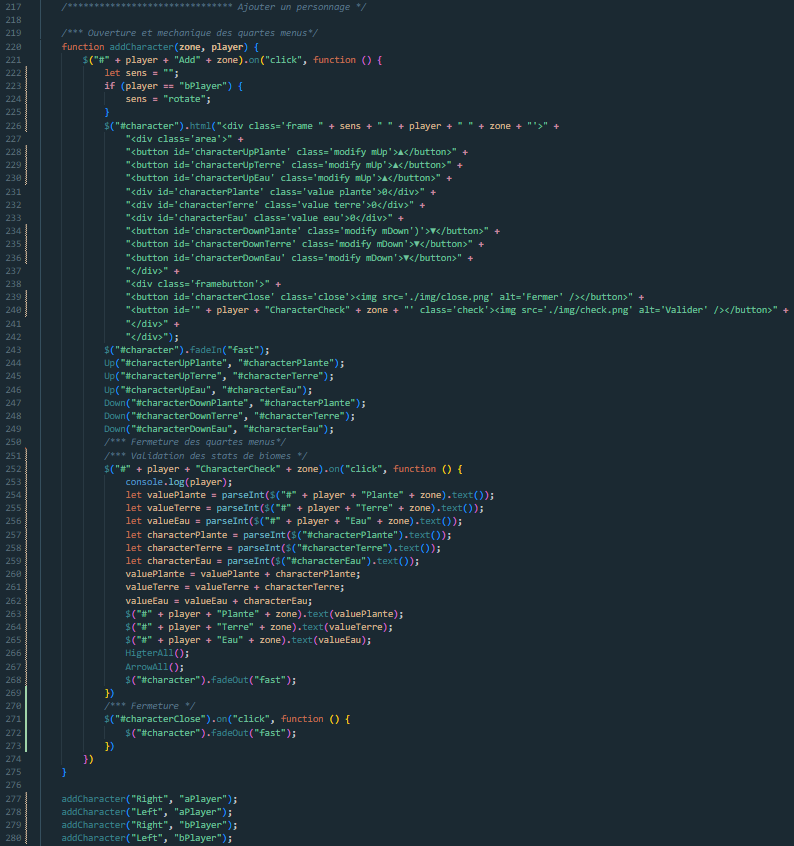 217 /******************************* Ajouter un personnage */
218
219 /*** Ouverture et mechanique des quartes menus*/
220 function addCharacter(zone, player) {
221 $("#" + player + "Add" + zone).on("click", function () {
222 let sens = "";
223 if (player == "bPlayer") {
224 sens = "rotate";
225 }
226 $("#character").html("<div class='frame " + sens + " " + player + " " + zone + "'>" +
227 "<div class='area'>" +
228 "<button id='characterUpPlante' class='modify mUp'>▲</button>" +
229 "<button id='characterUpTerre' class='modify mUp'>▲</button>" +
230 "<button id='characterUpEau' class='modify mUp'>▲</button>" +
231 "<div id='characterPlante' class='value plante'>0</div>" +
232 "<div id='characterTerre' class='value terre'>0</div>" +
233 "<div id='characterEau' class='value eau'>0</div>" +
234 "<button id='characterDownPlante' class='modify mDown')'>▼</button>" +
235 "<button id='characterDownTerre' class='modify mDown'>▼</button>" +
236 "<button id='characterDownEau' class='modify mDown'>▼</button>" +
237 "</div>" +
238 "<div class='framebutton'>" +
239 "<button id='characterClose' class='close'><img src='./img/close.png' alt='Fermer' /></button>" +
240 "<button id='" + player + "CharacterCheck" + zone + "' class='check'><img src='./img/check.png' alt='Valider' /></button>" +
241 "</div>" +
242 "</div>");
243 $("#character").fadeIn("fast");
244 Up("#characterUpPlante", "#characterPlante");
245 Up("#characterUpTerre", "#characterTerre");
246 Up("#characterUpEau", "#characterEau");
247 Down("#characterDownPlante", "#characterPlante");
248 Down("#characterDownTerre", "#characterTerre");
249 Down("#characterDownEau", "#characterEau");
250 /*** Fermeture des quartes menus*/
251 /*** Validation des stats de biomes */
252 $("#" + player + "CharacterCheck" + zone).on("click", function () {
253 console.log(player);
254 let valuePlante = parseInt($("#" + player + "Plante" + zone).text());
255 let valueTerre = parseInt($("#" + player + "Terre" + zone).text());
256 let valueEau = parseInt($("#" + player + "Eau" + zone).text());
257 let characterPlante = parseInt($("#characterPlante").text());
258 let characterTerre = parseInt($("#characterTerre").text());
259 let characterEau = parseInt($("#characterEau").text());
260 valuePlante = valuePlante + characterPlante;
261 valueTerre = valueTerre + characterTerre;
262 valueEau = valueEau + characterEau;
263 $("#" + player + "Plante" + zone).text(valuePlante);
264 $("#" + player + "Terre" + zone).text(valueTerre);
265 $("#" + player + "Eau" + zone).text(valueEau);
266 HigterAll();
267 ArrowAll();
268 $("#character").fadeOut("fast");
269 })
270 /*** Fermeture */
271 $("#characterClose").on("click", function () {
272 $("#character").fadeOut("fast");
273 })
274 })
275 }
276
277 addCharacter("Right", "aPlayer");
278 addCharacter("Left", "aPlayer");
279 addCharacter("Right", "bPlayer");
280 addCharacter("Left", "bPlayer");